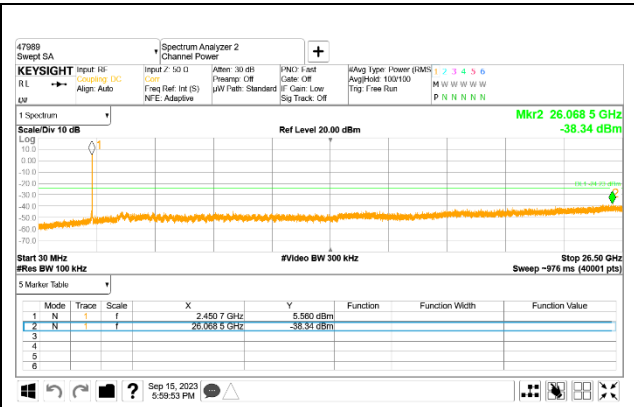 47989
Swept SA
Spectrum Analyzer 2
Channel Power
+
KEYSIGHT Input: RF
RL
Coupling: DC
Align: Auto
Input Z: 50 Ω
Corr
Freq Ref: Int (S)
NFE: Adaptive
Atten: 30 dB
Preamp: Off
µW Path: Standard
PNO: Fast
Gate: Off
IF Gain: Low
Sig Track: Off
#Avg Type: Power (RMS
Avg|Hold: 100/100
Trig: Free Run
1 2 3 4 5 6
M W W W W W
P N N N N N
1 Spectrum
Scale/Div 10 dB
Log
Ref Level 20.00 dBm
Mkr2 26.068 5 GHz
-38.34 dBm
10.0
0.00
-10.0
-20.0
-30.0
-40.0
-50.0
-60.0
-70.0
1
2
Start 30 MHz
#Res BW 100 kHz
#Video BW 300 kHz
Stop 26.50 GHz
Sweep ~976 ms (40001 pts)
5 Marker Table
Mode Trace Scale X Y Function Function Width Function Value
1 N 1 f 2.450 7 GHz 5.560 dBm
2 N 1 f 26.068 5 GHz -38.34 dBm
3
4
5
6
?
Sep 15, 2023
5:59:53 PM